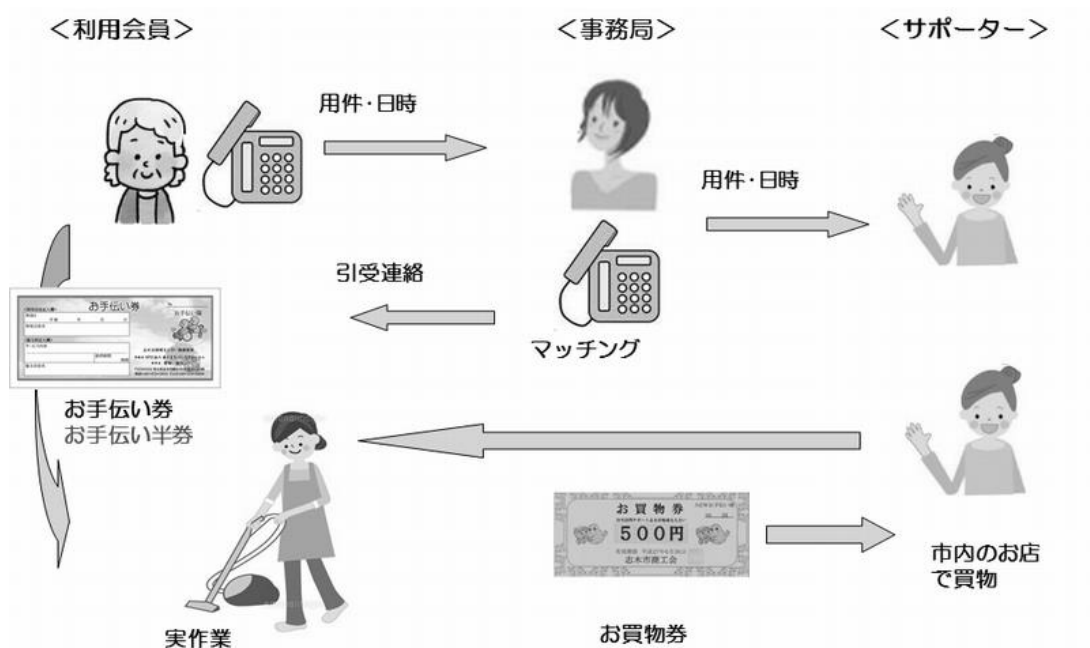 ＜利用会員＞
＜事務局＞
＜サポーター＞
用件・日時
用件・日時
引受連絡
マッチング
お手伝い券
お手伝い券
お手伝い半券
お買物券
500円
志木市商工会
市内のお店
で買物
実作業
お買物券